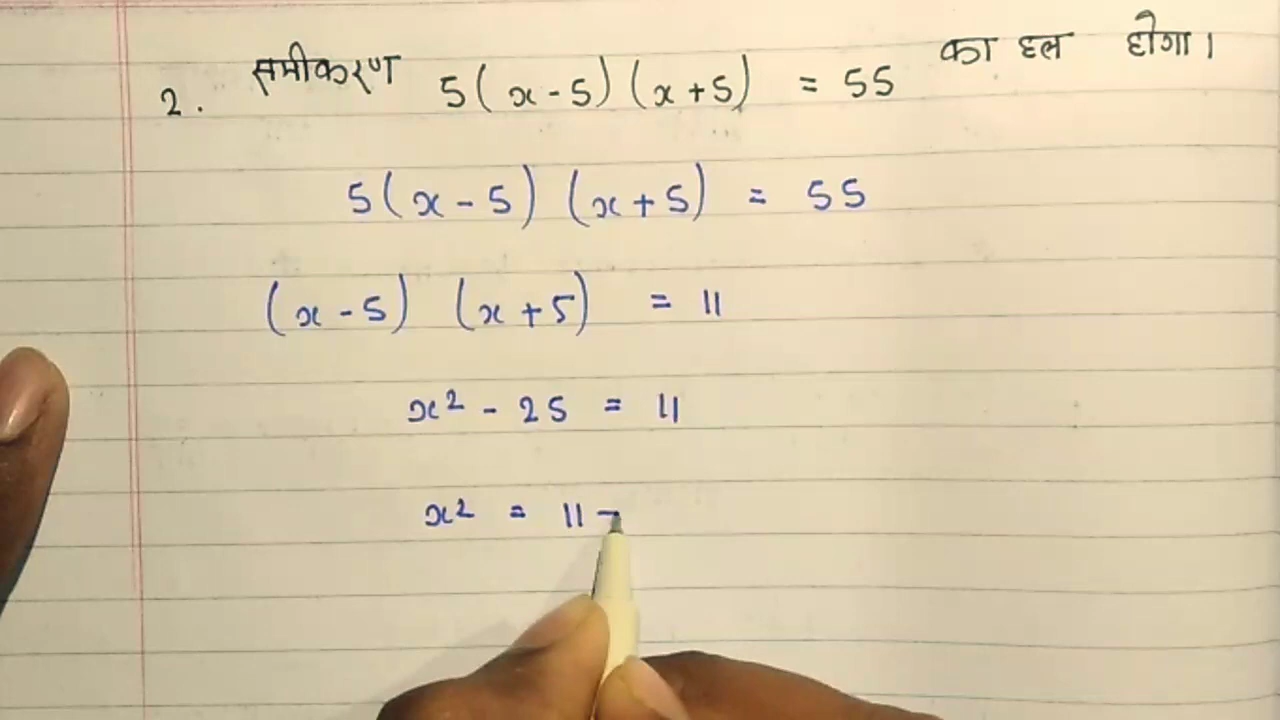 2. समीकरण 5(x-5)(x+5) = 55 का हल होगा।
5(x-5) (x+5) = 55
(x-5) (x+5) = 11
x² - 25 = 11
x² = 11 -